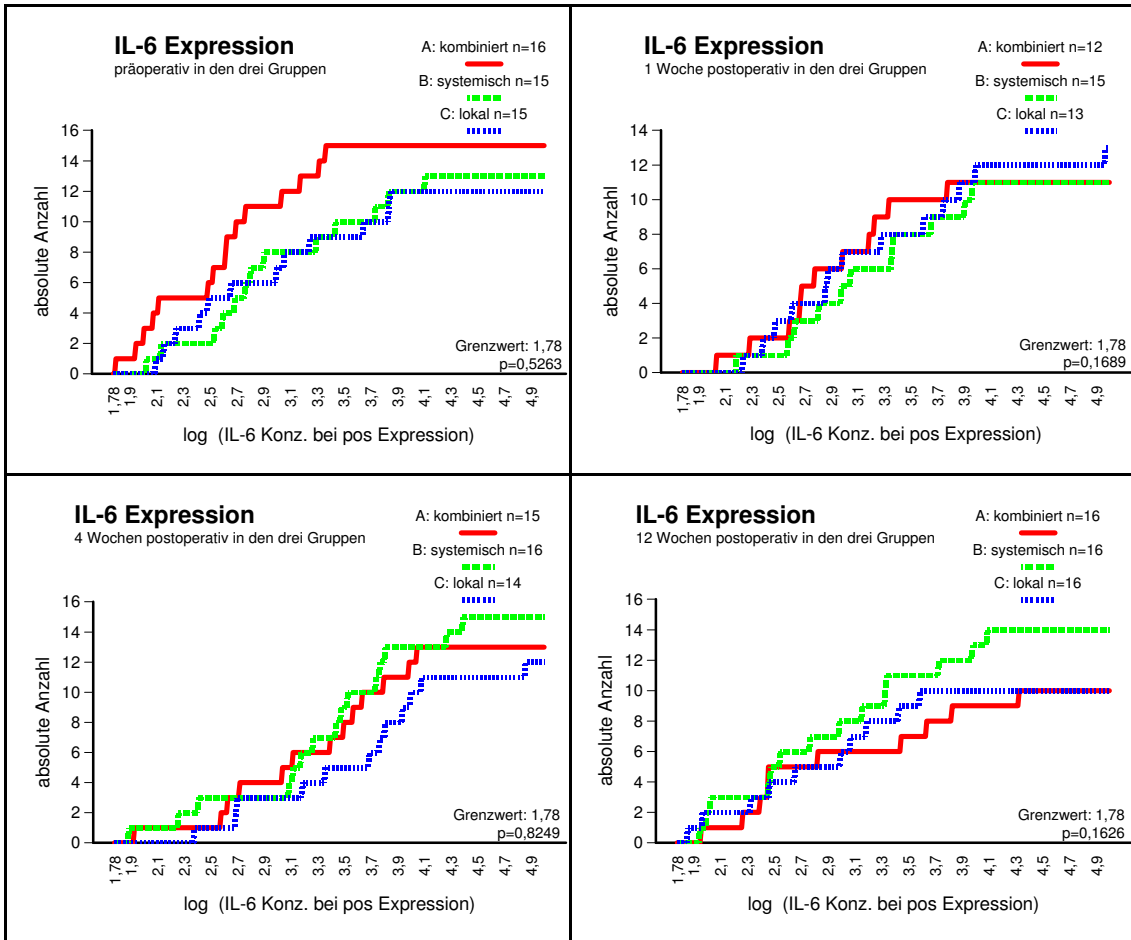 IL-6 Expression
präoperativ in den drei Gruppen
A: kombiniert n=16
B: systemisch n=15
C: lokal n=15
absolute Anzahl
16
14
12
10
8
6
4
2
0
Grenzwert: 1,78
p=0,5263
1,78 1,9 2,1 2,3 2,5 2,7 2,9 3,1 3,3 3,5 3,7 3,9 4,1 4,3 4,5 4,7 4,9
log (IL-6 Konz. bei pos Expression)
IL-6 Expression
1 Woche postoperativ in den drei Gruppen
A: kombiniert n=12
B: systemisch n=15
C: lokal n=13
absolute Anzahl
14
12
10
8
6
4
2
0
Grenzwert: 1,78
p=0,1689
1,78 1,9 2,1 2,3 2,5 2,7 2,9 3,1 3,3 3,5 3,7 3,9 4,1 4,3 4,5 4,7 4,9
log (IL-6 Konz. bei pos Expression)
IL-6 Expression
4 Wochen postoperativ in den drei Gruppen
A: kombiniert n=15
B: systemisch n=16
C: lokal n=14
absolute Anzahl
16
14
12
10
8
6
4
2
0
Grenzwert: 1,78
p=0,8249
1,78 1,9 2,1 2,3 2,5 2,7 2,9 3,1 3,3 3,5 3,7 3,9 4,1 4,3 4,5 4,7 4,9
log (IL-6 Konz. bei pos Expression)
IL-6 Expression
12 Wochen postoperativ in den drei Gruppen
A: kombiniert n=16
B: systemisch n=16
C: lokal n=16
absolute Anzahl
16
14
12
10
8
6
4
2
0
Grenzwert: 1,78
p=0,1626
1,78 1,9 2,1 2,3 2,5 2,7 2,9 3,1 3,3 3,5 3,7 3,9 4,1 4,3 4,5 4,7 4,9
log (IL-6 Konz. bei pos Expression)